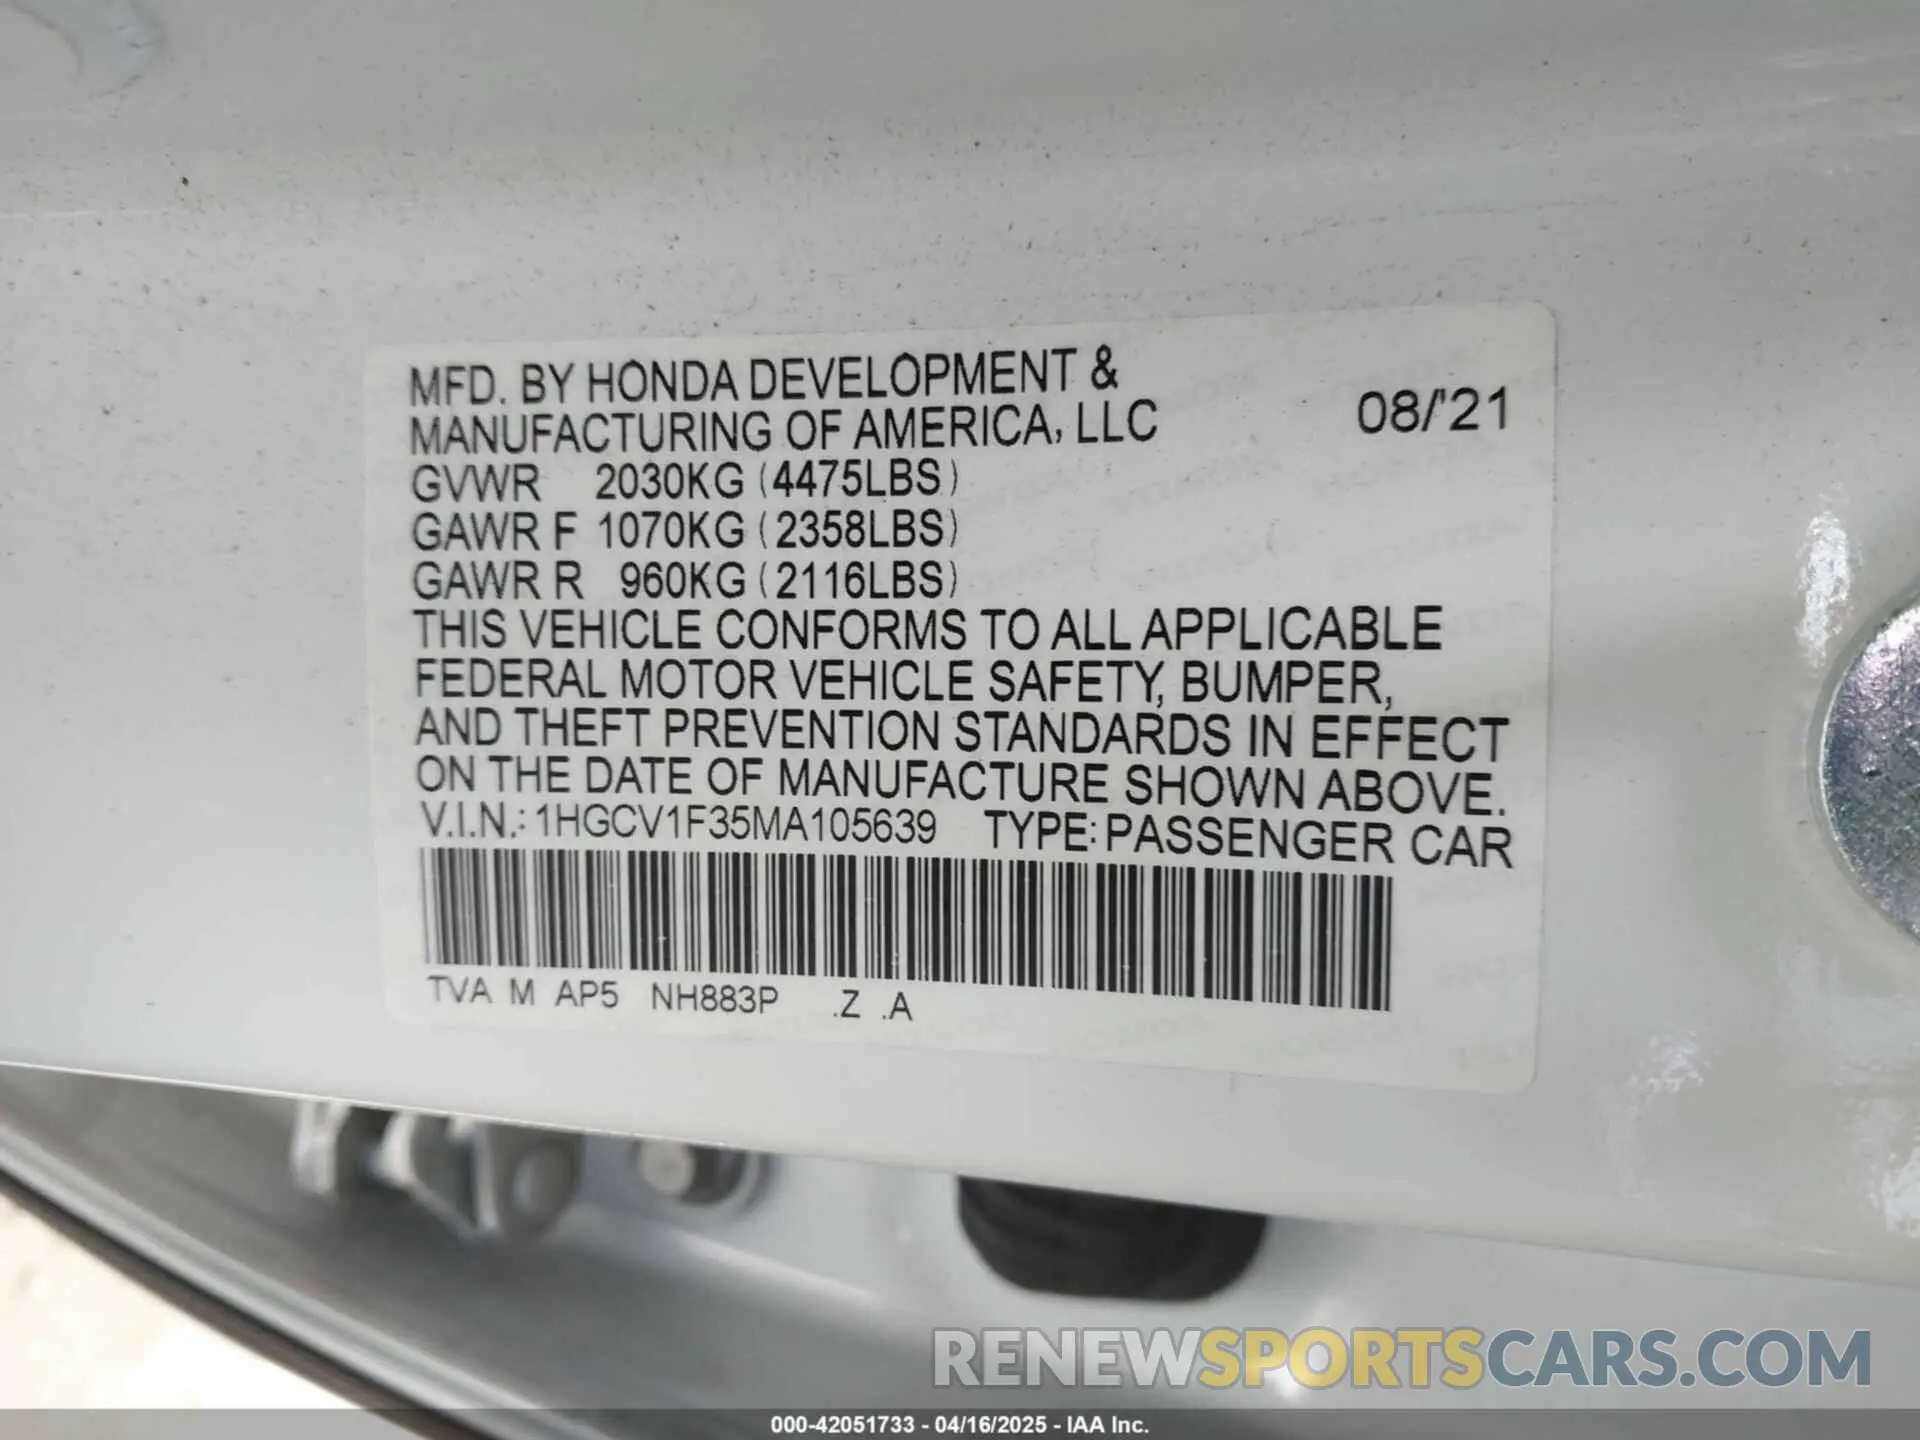 MFD. BY HONDA DEVELOPMENT &
MANUFACTURING OF AMERICA, LLC
08/'21
GVWR 2030KG (4475LBS)
GAWR F 1070KG (2358LBS)
GAWR R 960KG (2116LBS)
THIS VEHICLE CONFORMS TO ALL APPLICABLE
FEDERAL MOTOR VEHICLE SAFETY, BUMPER,
AND THEFT PREVENTION STANDARDS IN EFFECT
ON THE DATE OF MANUFACTURE SHOWN ABOVE.
V.I.N.: 1HGCV1F35MA105639 TYPE: PASSENGER CAR
TVA M AP5 NH883P .Z .A
RENEWSPORTSCARS.COM
000-42051733 - 04/16/2025 - IAA Inc.